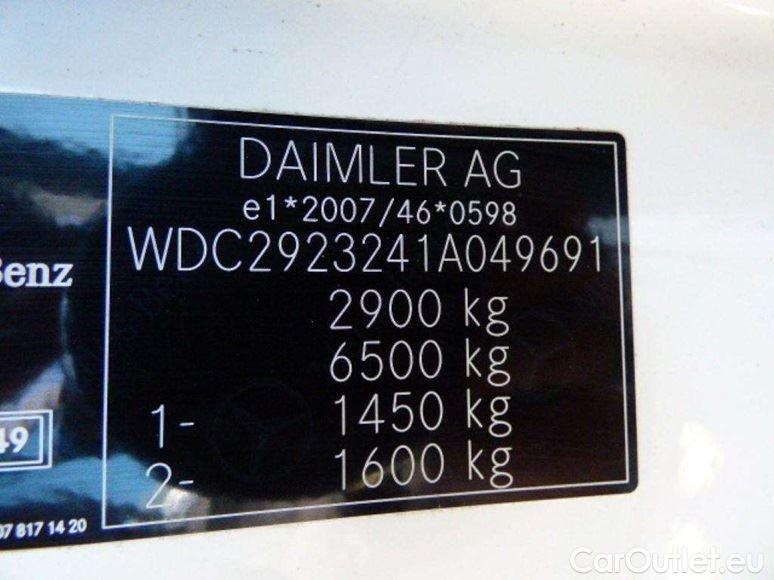 DAIMLER AG
e1*2007/46*0598
WDC2923241A049691
2900 kg
6500 kg
1- 1450 kg
2- 1600 kg
Benz
49
07 817 14 20
CarOutlet.eu